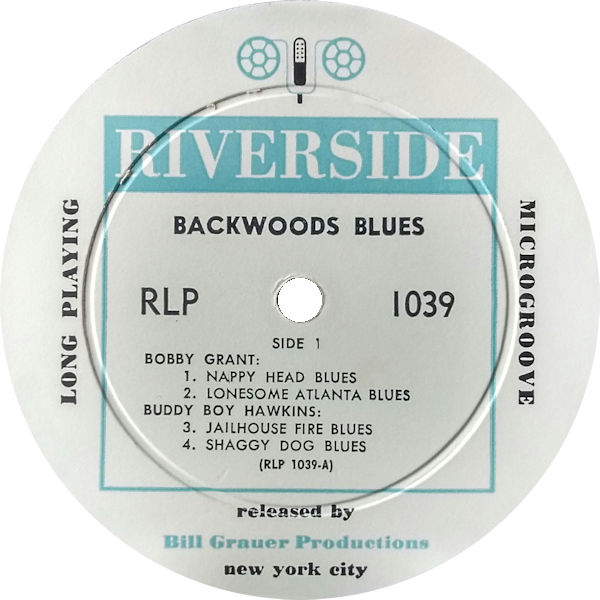 RIVERSIDE
BACKWOODS BLUES
LONG PLAYING
MICROGROOVE
RLP 1039
SIDE 1
BOBBY GRANT:
1. NAPPY HEAD BLUES
2. LONESOME ATLANTA BLUES
BUDDY BOY HAWKINS:
3. JAILHOUSE FIRE BLUES
4. SHAGGY DOG BLUES
(RLP 1039-A)
released by
Bill Grauer Productions
new york city